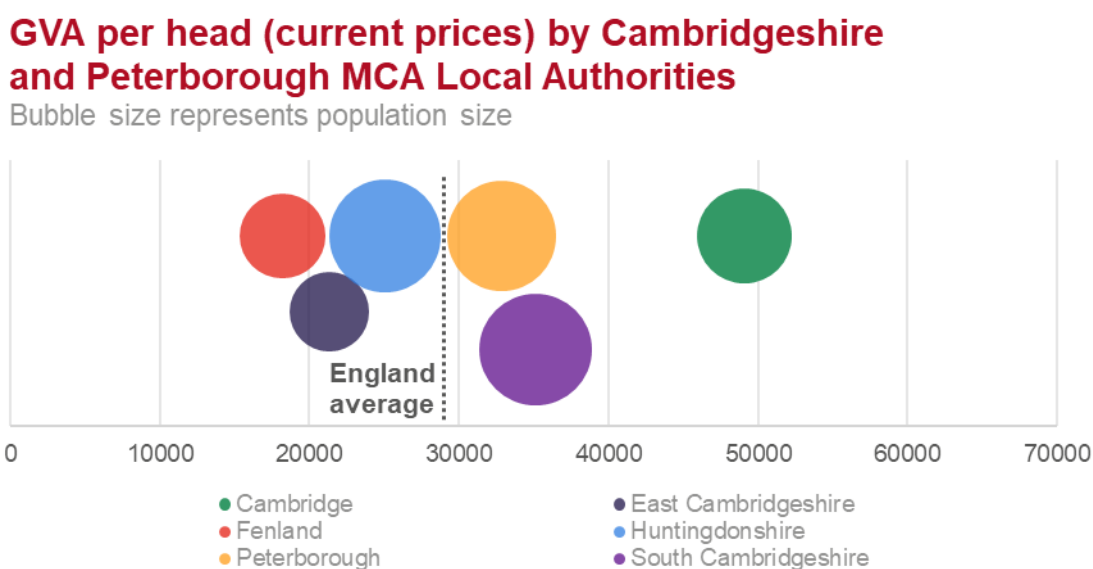 GVA per head (current prices) by Cambridgeshire
and Peterborough MCA Local Authorities
Bubble size represents population size
England
average
0 10000 20000 30000 40000 50000 60000 70000
Cambridge East Cambridgeshire
Fenland Huntingdonshire
Peterborough South Cambridgeshire